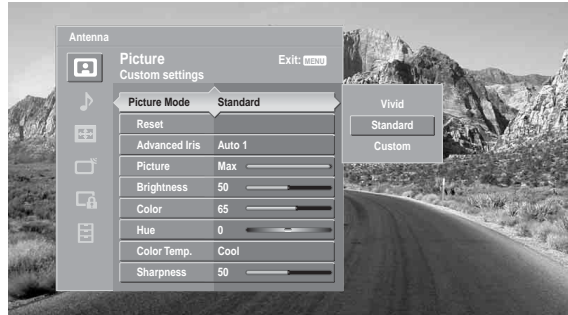 Antenna
Picture
Exit: MENU
Custom settings
Picture Mode Standard
Reset
Advanced Iris Auto 1
Picture Max
Brightness 50
Color 65
Hue 0
Color Temp. Cool
Sharpness 50
Vivid
Standard
Custom